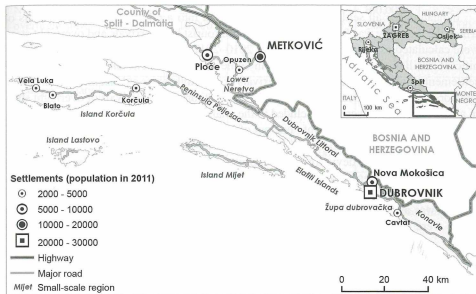 County of
Split - Dalmatia
METKOVIĆ
Ploče
Opuzen
Lower
Neretva
Vela Luka
Blato
Korčula
Island Korčula
Peninsula Pelješac
Island Lastovo
Island Mljet
Dubrovnik Littoral
Elafiti Islands
BOSNIA AND
HERZEGOVINA
Nova Mokošica
DUBROVNIK
Župa dubrovačka
Cavtat
Konavle
Settlements (population in 2011)
2000 - 5000
5000 - 10000
10000 - 20000
20000 - 30000
Highway
Major road
Mljet Small-scale region
0 20 40 km
SLOVENIA
HUNGARY
ZAGREB
Osijek
SERBIA
Rijeka
BOSNIA AND
HERZEGOVINA
Adriatic Sea
Split
ITALY
0 100 km
MONTE
NEGRO